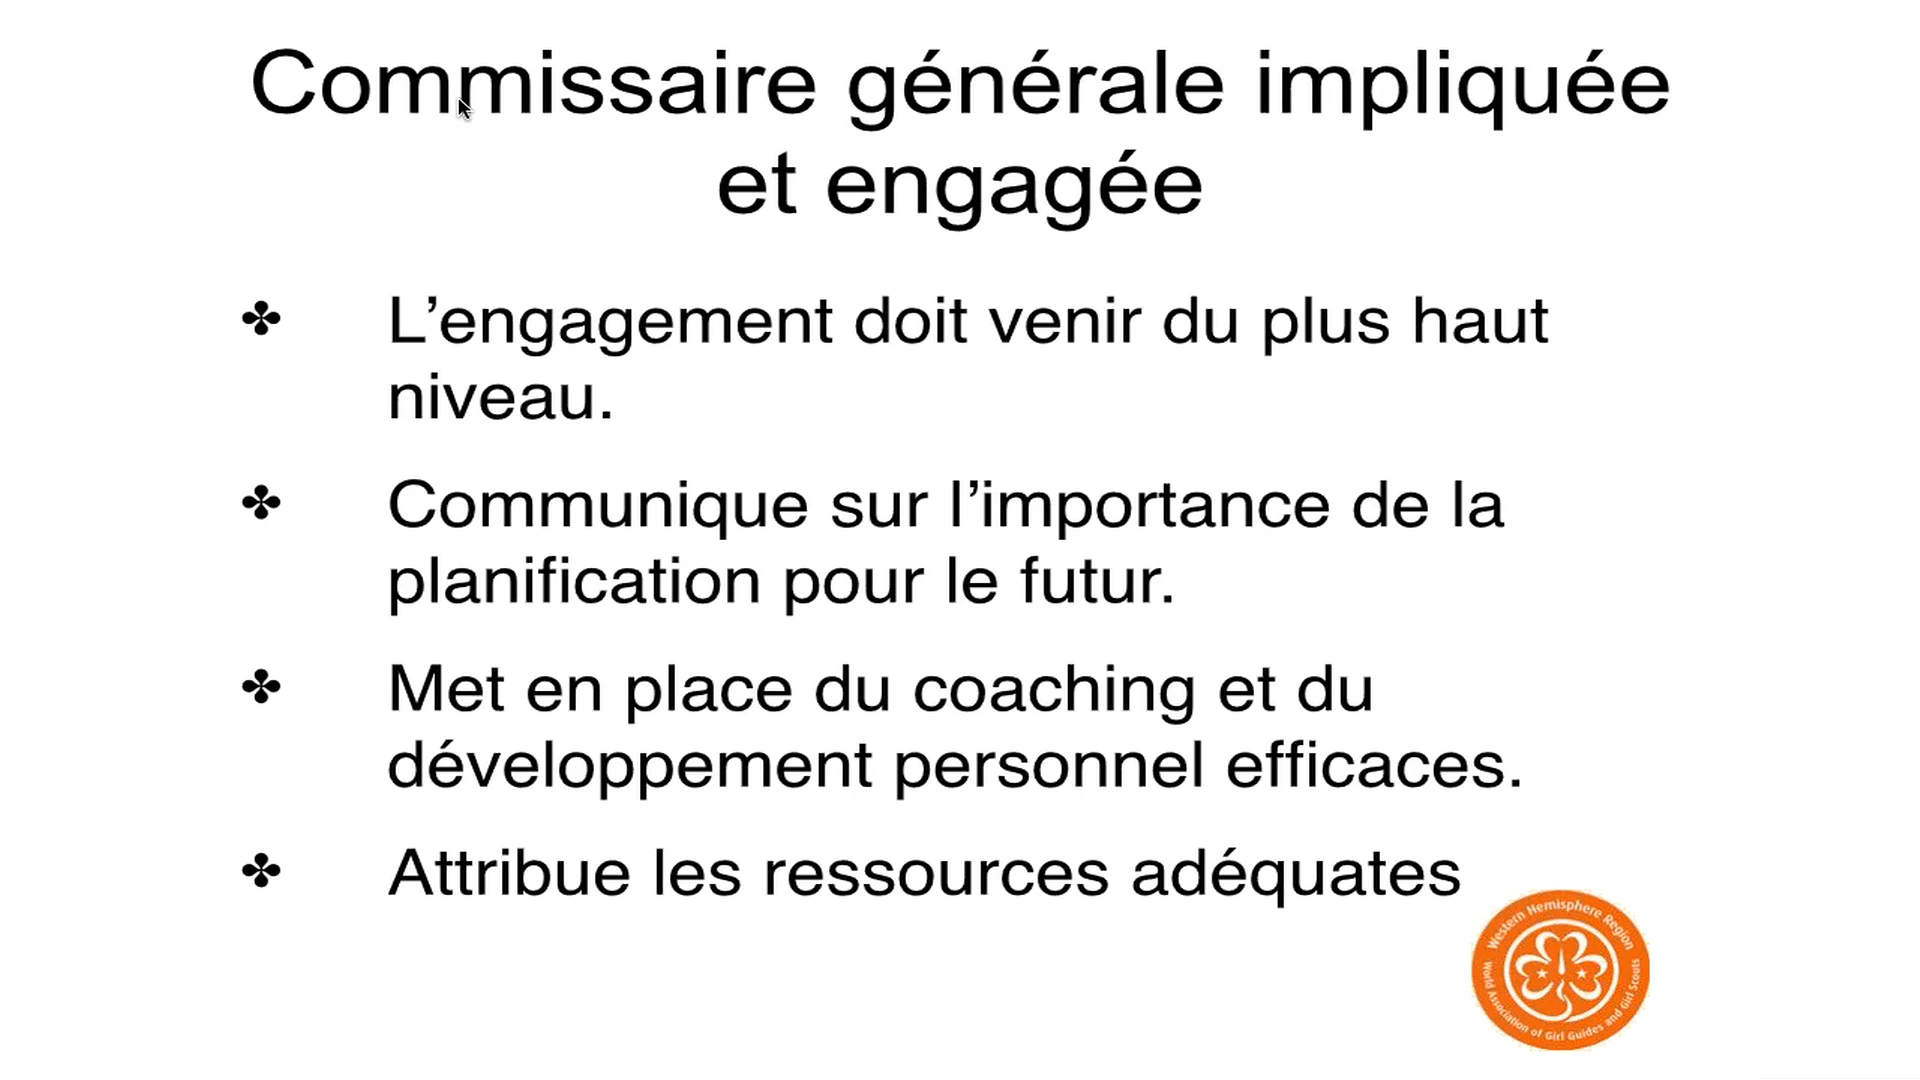 Commissaire générale impliquée
et engagée
✤ L’engagement doit venir du plus haut
niveau.
✤ Communique sur l’importance de la
planification pour le futur.
✤ Met en place du coaching et du
développement personnel efficaces.
✤ Attribue les ressources adéquates
Western Hemisphere Region
World Association of Girl Guides and Girl Scouts